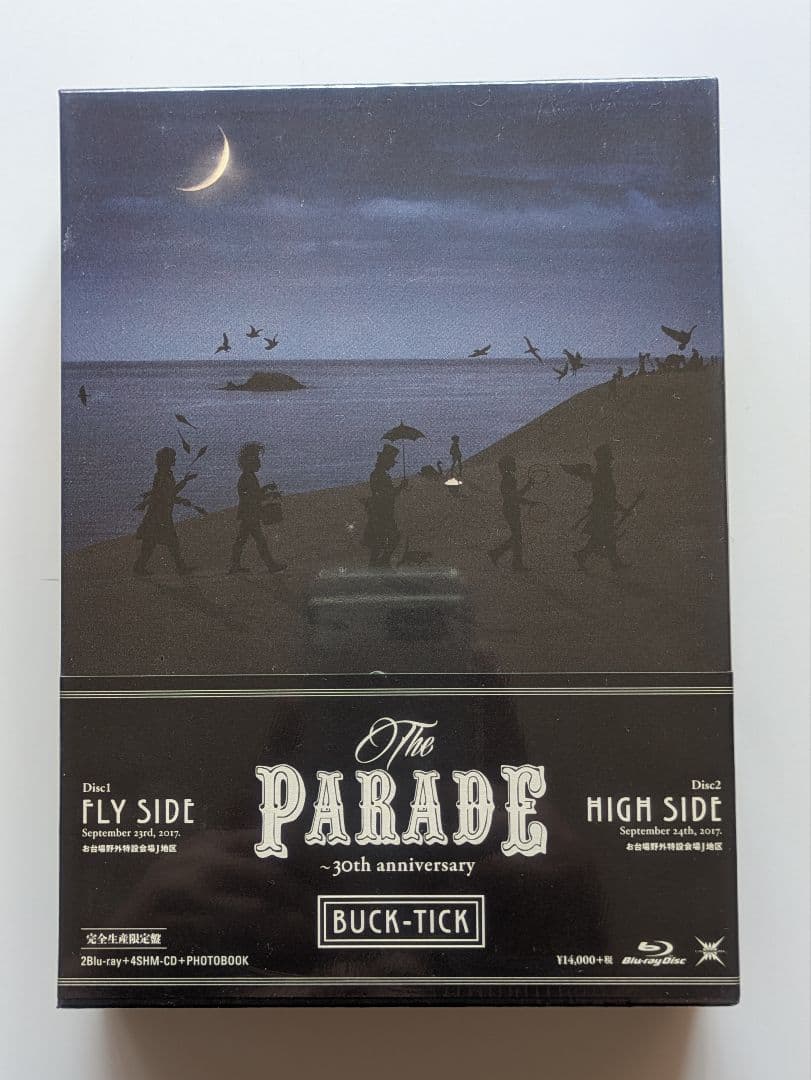 The
PARADE
~30th anniversary
Disc1
FLY SIDE
September 23rd, 2017.
お台場野外特設会場J地区
Disc2
HIGH SIDE
September 24th, 2017.
お台場野外特設会場J地区
BUCK-TICK
完全生産限定盤
2Blu-ray+4SHM-CD+PHOTOBOOK
¥14,000+税
Blu-ray Disc